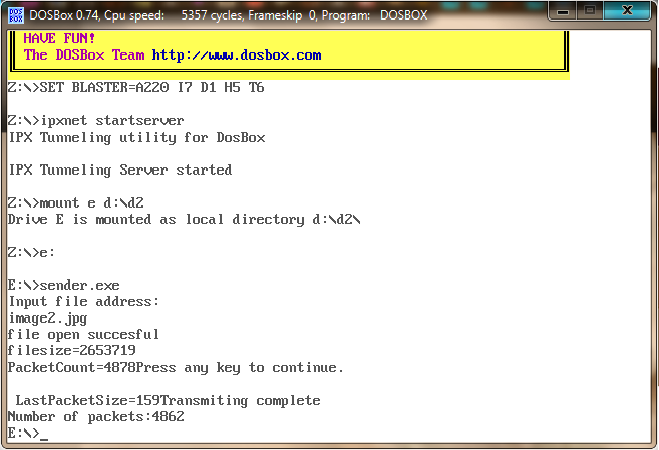 DOSBox 0.74, Cpu speed: 5357 cycles, Frameskip 0, Program: DOSBOX
HAVE FUN!
The DOSBox Team http://www.dosbox.com
Z:\>SET BLASTER=A220 I7 D1 H5 T6
Z:\>ipxnet startserver
IPX Tunneling utility for DosBox
IPX Tunneling Server started
Z:\>mount e d:\d2
Drive E is mounted as local directory d:\d2\
Z:\>e:
E:\>sender.exe
Input file address:
image2.jpg
file open succesful
filesize=2653719
PacketCount=4878Press any key to continue.
LastPacketSize=159Transmiting complete
Number of packets:4862
E:\>_